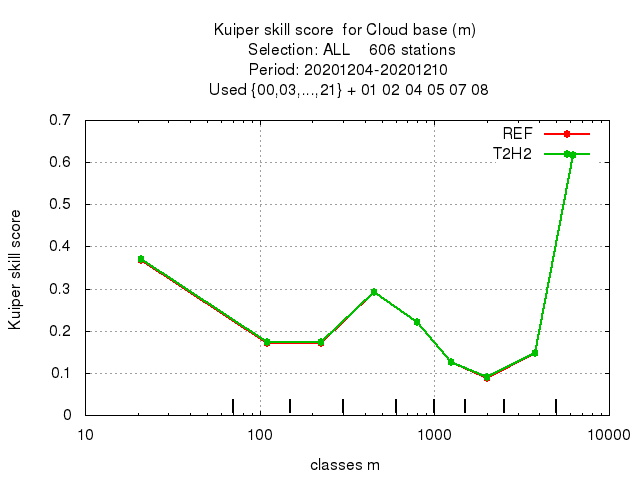 Kuiper skill score  for Cloud base (m)
Selection: ALL    606 stations
Period: 20201204-20201210
Used {00,03,...,21} + 01 02 04 05 07 08
0.7
REF
T2H2
0.6
0.5
0.4
0.3
0.2
0.1
0
Kuiper skill score
10 100 1000 10000
classes m